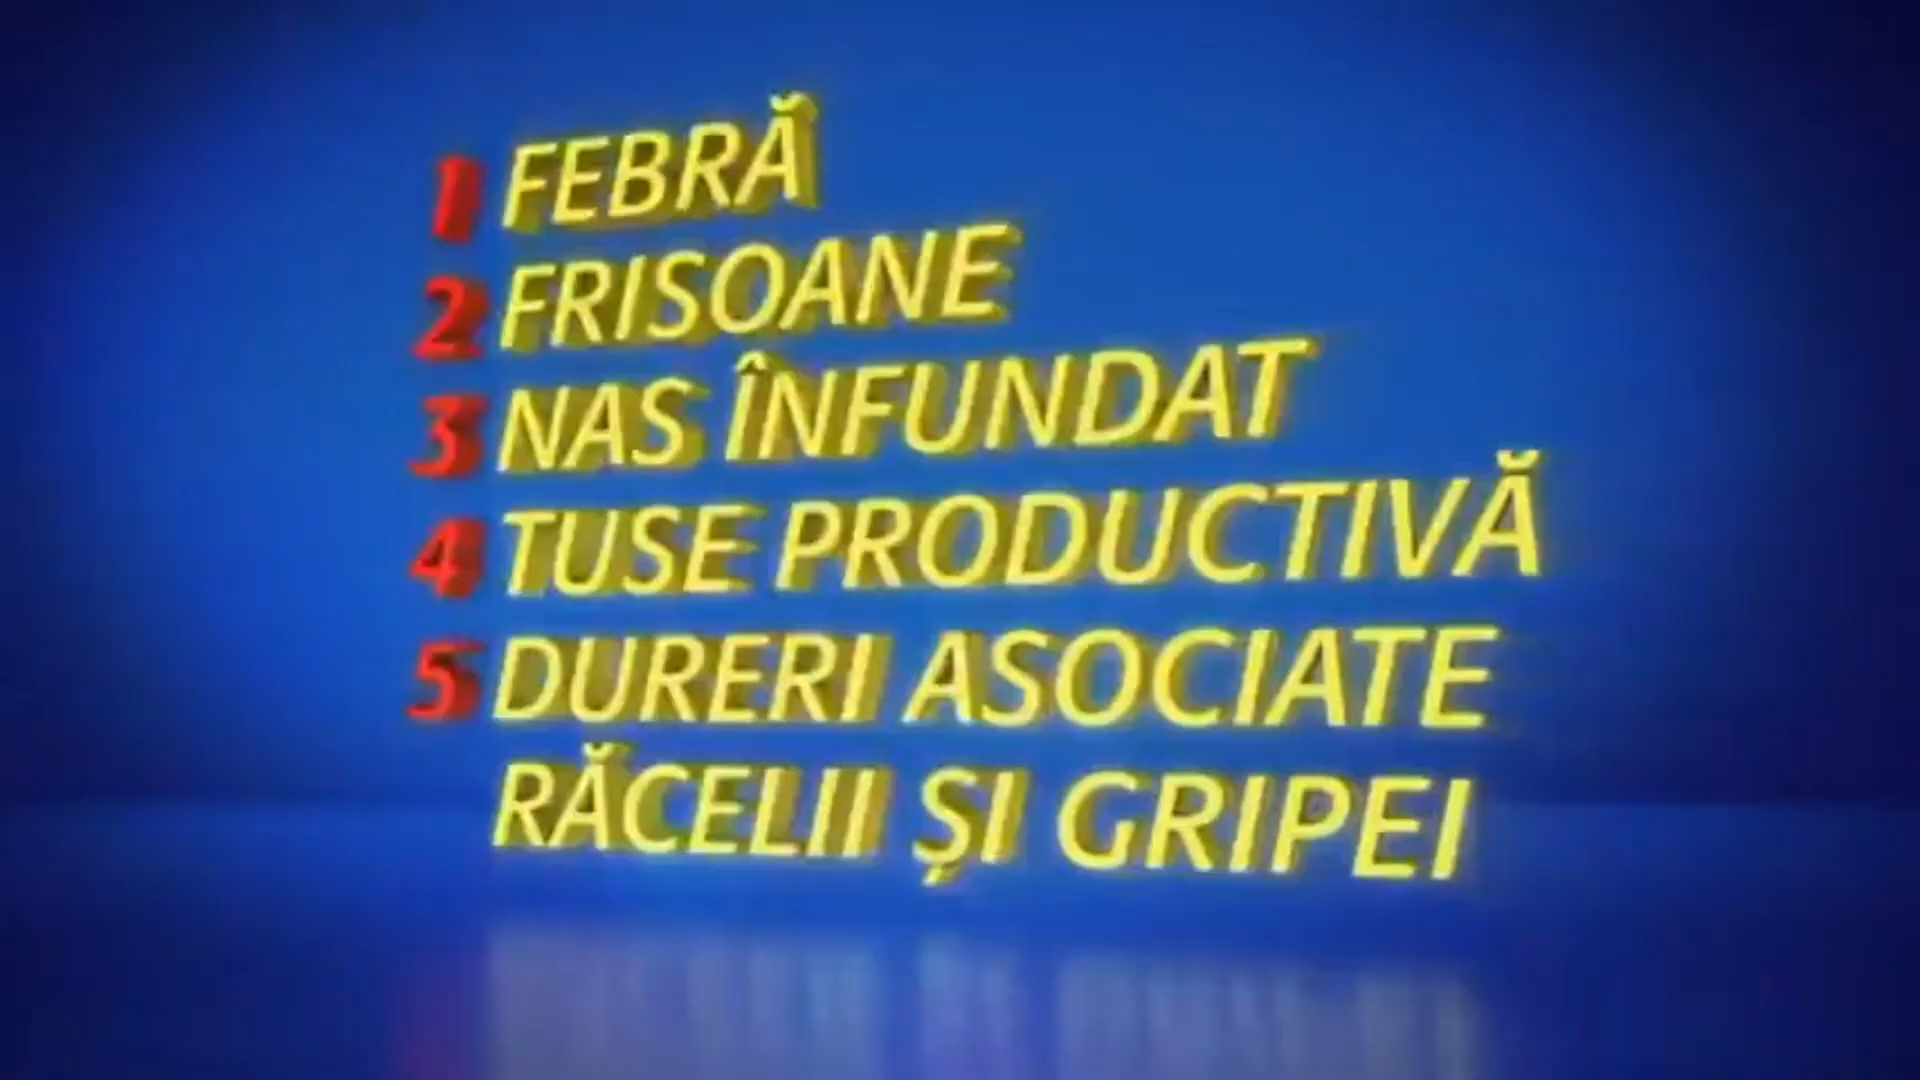 1 FEBRĂ
2 FRISOANE
3 NAS ÎNFUNDAT
4 TUSE PRODUCTIVĂ
5 DURERI ASOCIATE
RĂCELII ȘI GRIPEI